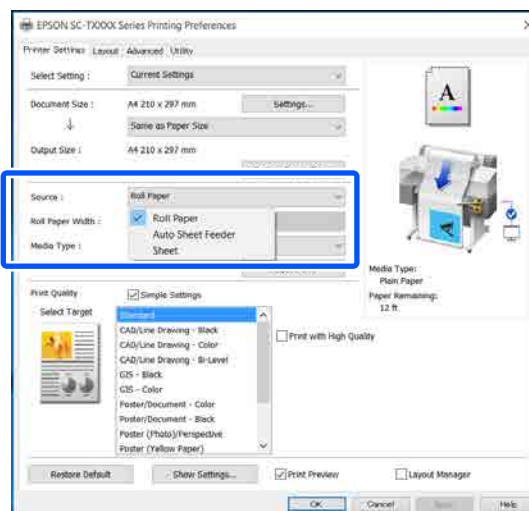 EPSON SC-TXXXX Series Printing Preferences
Printer Settings Layout Advanced Utility
Select Setting : Current Settings
Document Size : A4 210 x 297 mm Settings...
Same as Paper Size
Output Size : A4 210 x 297 mm
Source : Roll Paper
Roll Paper Width :
Roll Paper
Auto Sheet Feeder
Sheet
Media Type :
A
Media Type:
Plain Paper
Paper Remaining:
12 ft
Print Quality Simple Settings
Select Target
Standard
CAD/Line Drawing - Black
CAD/Line Drawing - Color
CAD/Line Drawing - Bi-Level
GIS - Black
GIS - Color
Poster/Document - Color
Poster/Document - Black
Poster (Photo)/Perspective
Poster (Yellow Paper)
Print with High Quality
Restore Default Show Settings... Print Preview Layout Manager
OK Cancel Help